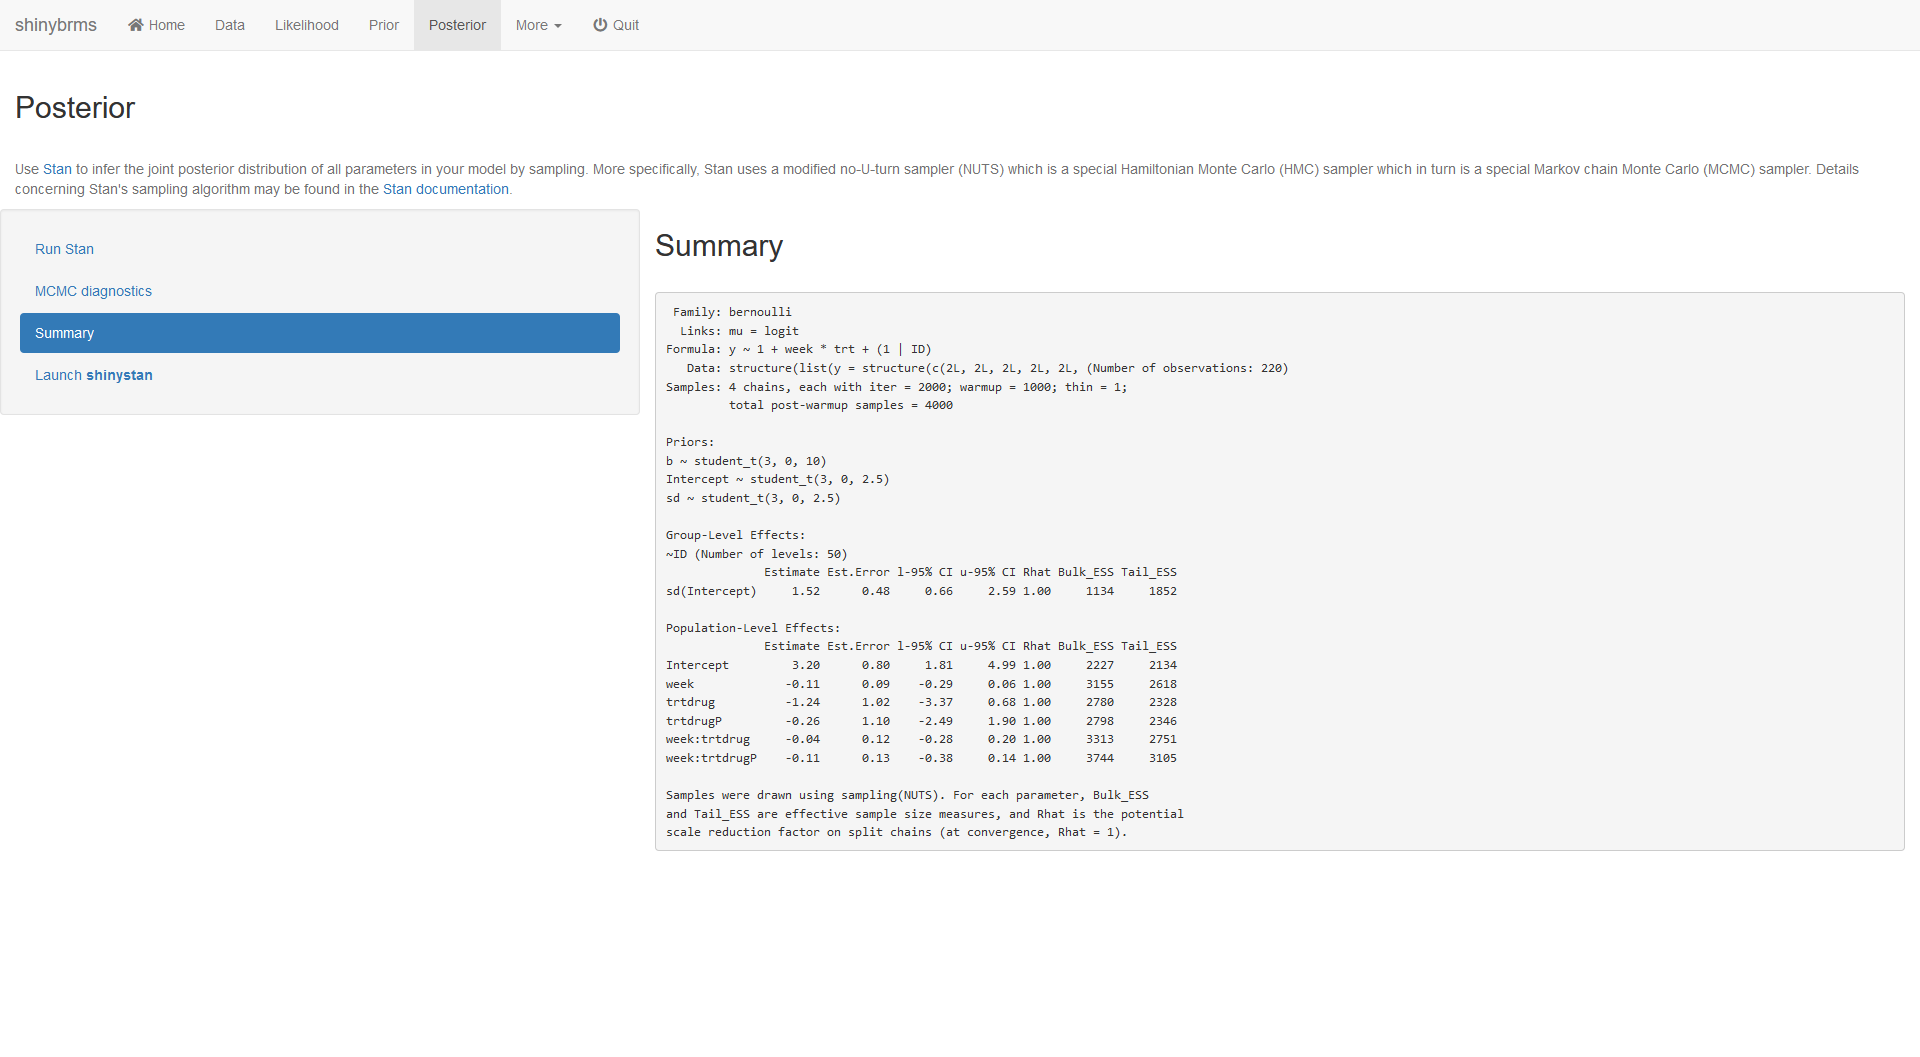 shinybrms Home Data Likelihood Prior Posterior More Quit
Posterior
Use Stan to infer the joint posterior distribution of all parameters in your model by sampling. More specifically, Stan uses a modified no-U-turn sampler (NUTS) which is a special Hamiltonian Monte Carlo (HMC) sampler which in turn is a special Markov chain Monte Carlo (MCMC) sampler. Details
concerning Stan's sampling algorithm may be found in the Stan documentation.
Run Stan
MCMC diagnostics
Summary
Launch shinystan
Summary
Family: bernoulli
Links: mu = logit
Formula: y ~ 1 + week * trt + (1 | ID)
Data: structure(list(y = structure(c(2L, 2L, 2L, 2L, 2L, (Number of observations: 220)
Samples: 4 chains, each with iter = 2000; warmup = 1000; thin = 1;
total post-warmup samples = 4000
Priors:
b ~ student_t(3, 0, 10)
Intercept ~ student_t(3, 0, 2.5)
sd ~ student_t(3, 0, 2.5)
Group-Level Effects:
~ID (Number of levels: 50)
Estimate Est.Error l-95% CI u-95% CI Rhat Bulk_ESS Tail_ESS
sd(Intercept) 1.52 0.48 0.66 2.59 1.00 1134 1852
Population-Level Effects:
Estimate Est.Error l-95% CI u-95% CI Rhat Bulk_ESS Tail_ESS
Intercept 3.20 0.80 1.81 4.99 1.00 2227 2134
week -0.11 0.09 -0.29 0.06 1.00 3155 2618
trtdrug -1.24 1.02 -3.37 0.68 1.00 2780 2328
trtdrugP -0.26 1.10 -2.49 1.90 1.00 2798 2346
week:trtdrug -0.04 0.12 -0.28 0.20 1.00 3313 2751
week:trtdrugP -0.11 0.13 -0.38 0.14 1.00 3744 3105
Samples were drawn using sampling(NUTS). For each parameter, Bulk_ESS
and Tail_ESS are effective sample size measures, and Rhat is the potential
scale reduction factor on split chains (at convergence, Rhat = 1).